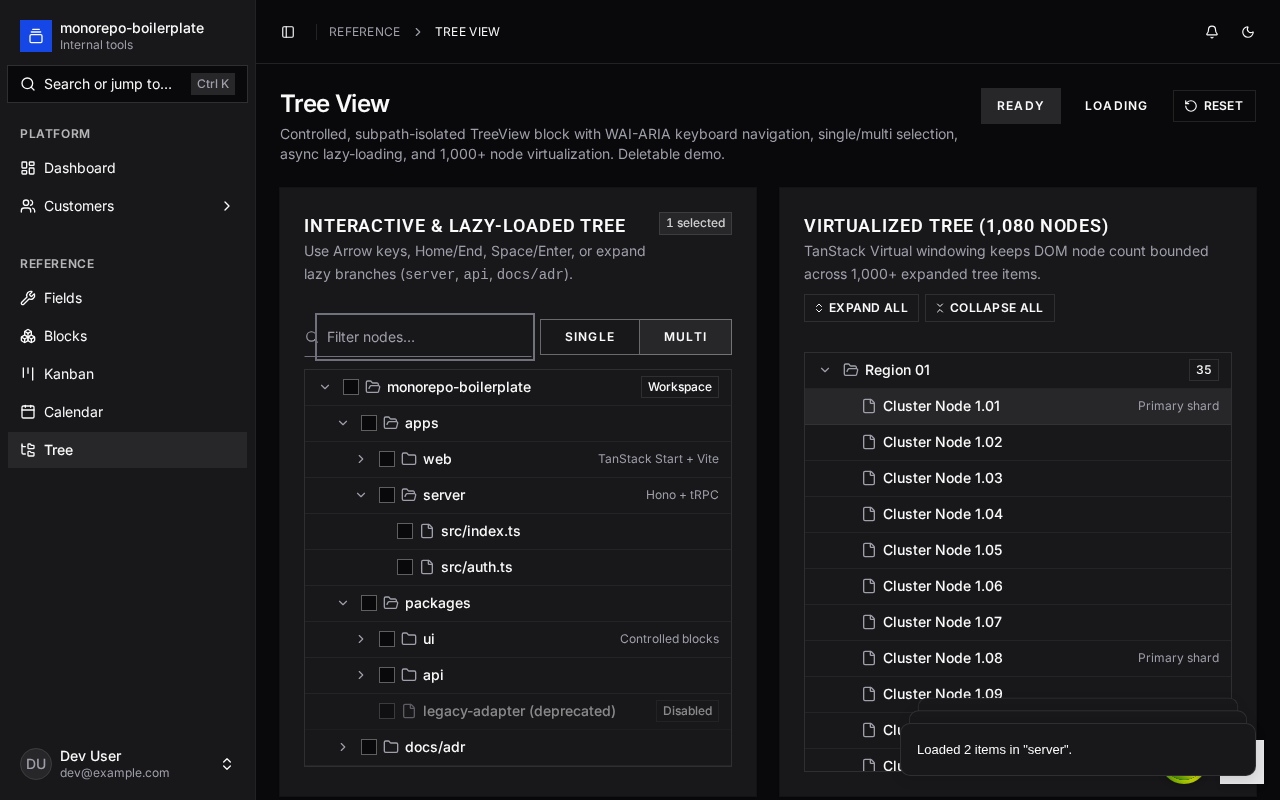 monorepo-boilerplate
Internal tools
Search or jump to...
Ctrl K
PLATFORM
Dashboard
Customers
REFERENCE
Fields
Blocks
Kanban
Calendar
Tree
DU
Dev User
dev@example.com
REFERENCE
TREE VIEW
Tree View
Controlled, subpath-isolated TreeView block with WAI-ARIA keyboard navigation, single/multi selection,
async lazy-loading, and 1,000+ node virtualization. Deletable demo.
READY
LOADING
RESET
INTERACTIVE & LAZY-LOADED TREE
1 selected
Use Arrow keys, Home/End, Space/Enter, or expand
lazy branches (server, api, docs/adr).
Filter nodes...
SINGLE
MULTI
monorepo-boilerplate
Workspace
apps
web
TanStack Start + Vite
server
Hono + tRPC
src/index.ts
src/auth.ts
packages
ui
Controlled blocks
api
legacy-adapter (deprecated)
Disabled
docs/adr
VIRTUALIZED TREE (1,080 NODES)
TanStack Virtual windowing keeps DOM node count bounded
across 1,000+ expanded tree items.
EXPAND ALL
COLLAPSE ALL
Region 01
35
Cluster Node 1.01
Primary shard
Cluster Node 1.02
Cluster Node 1.03
Cluster Node 1.04
Cluster Node 1.05
Cluster Node 1.06
Cluster Node 1.07
Cluster Node 1.08
Primary shard
Cluster Node 1.09
Loaded 2 items in "server".